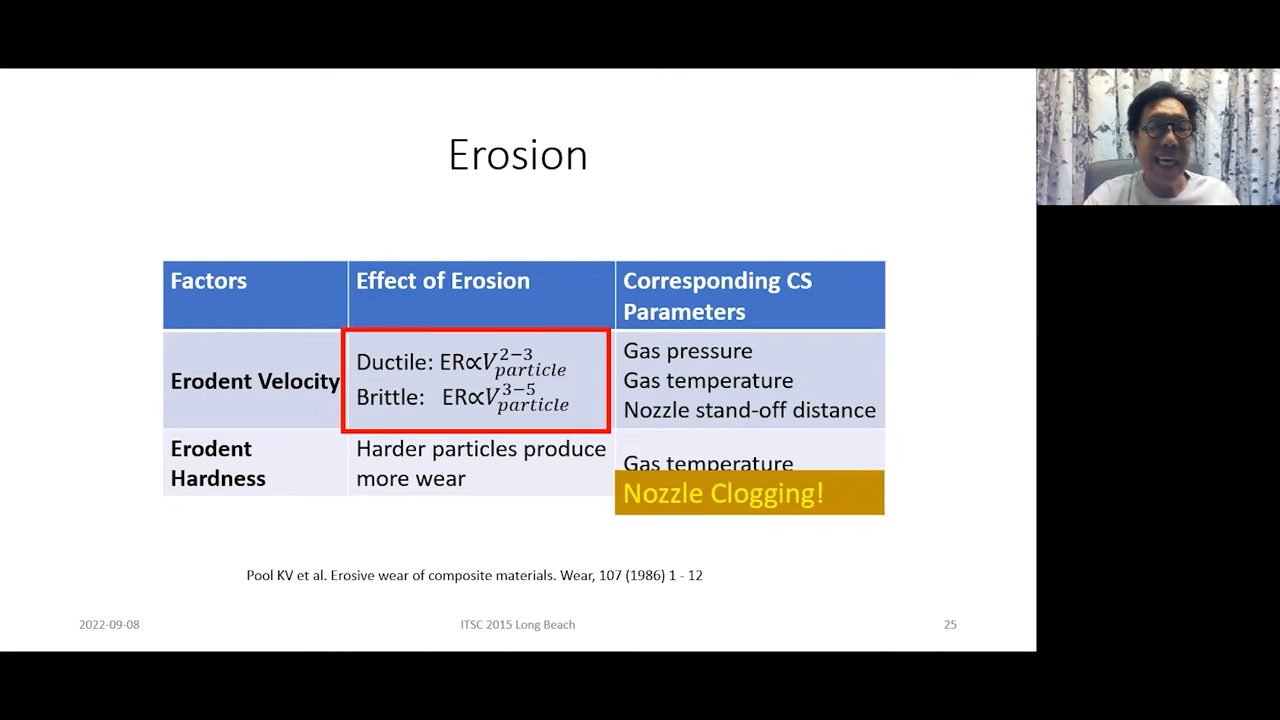 Erosion
Factors
Effect of Erosion
Corresponding CS
Parameters
Erodent Velocity
Ductile: ER∝V_{particle}^{2−3}
Brittle: ER∝V_{particle}^{3−5}
Gas pressure
Gas temperature
Nozzle stand-off distance
Erodent
Hardness
Harder particles produce
more wear
Gas temperature
Nozzle Clogging!
Pool KV et al. Erosive wear of composite materials. Wear, 107 (1986) 1 - 12
2022-09-08
ITSC 2015 Long Beach
25